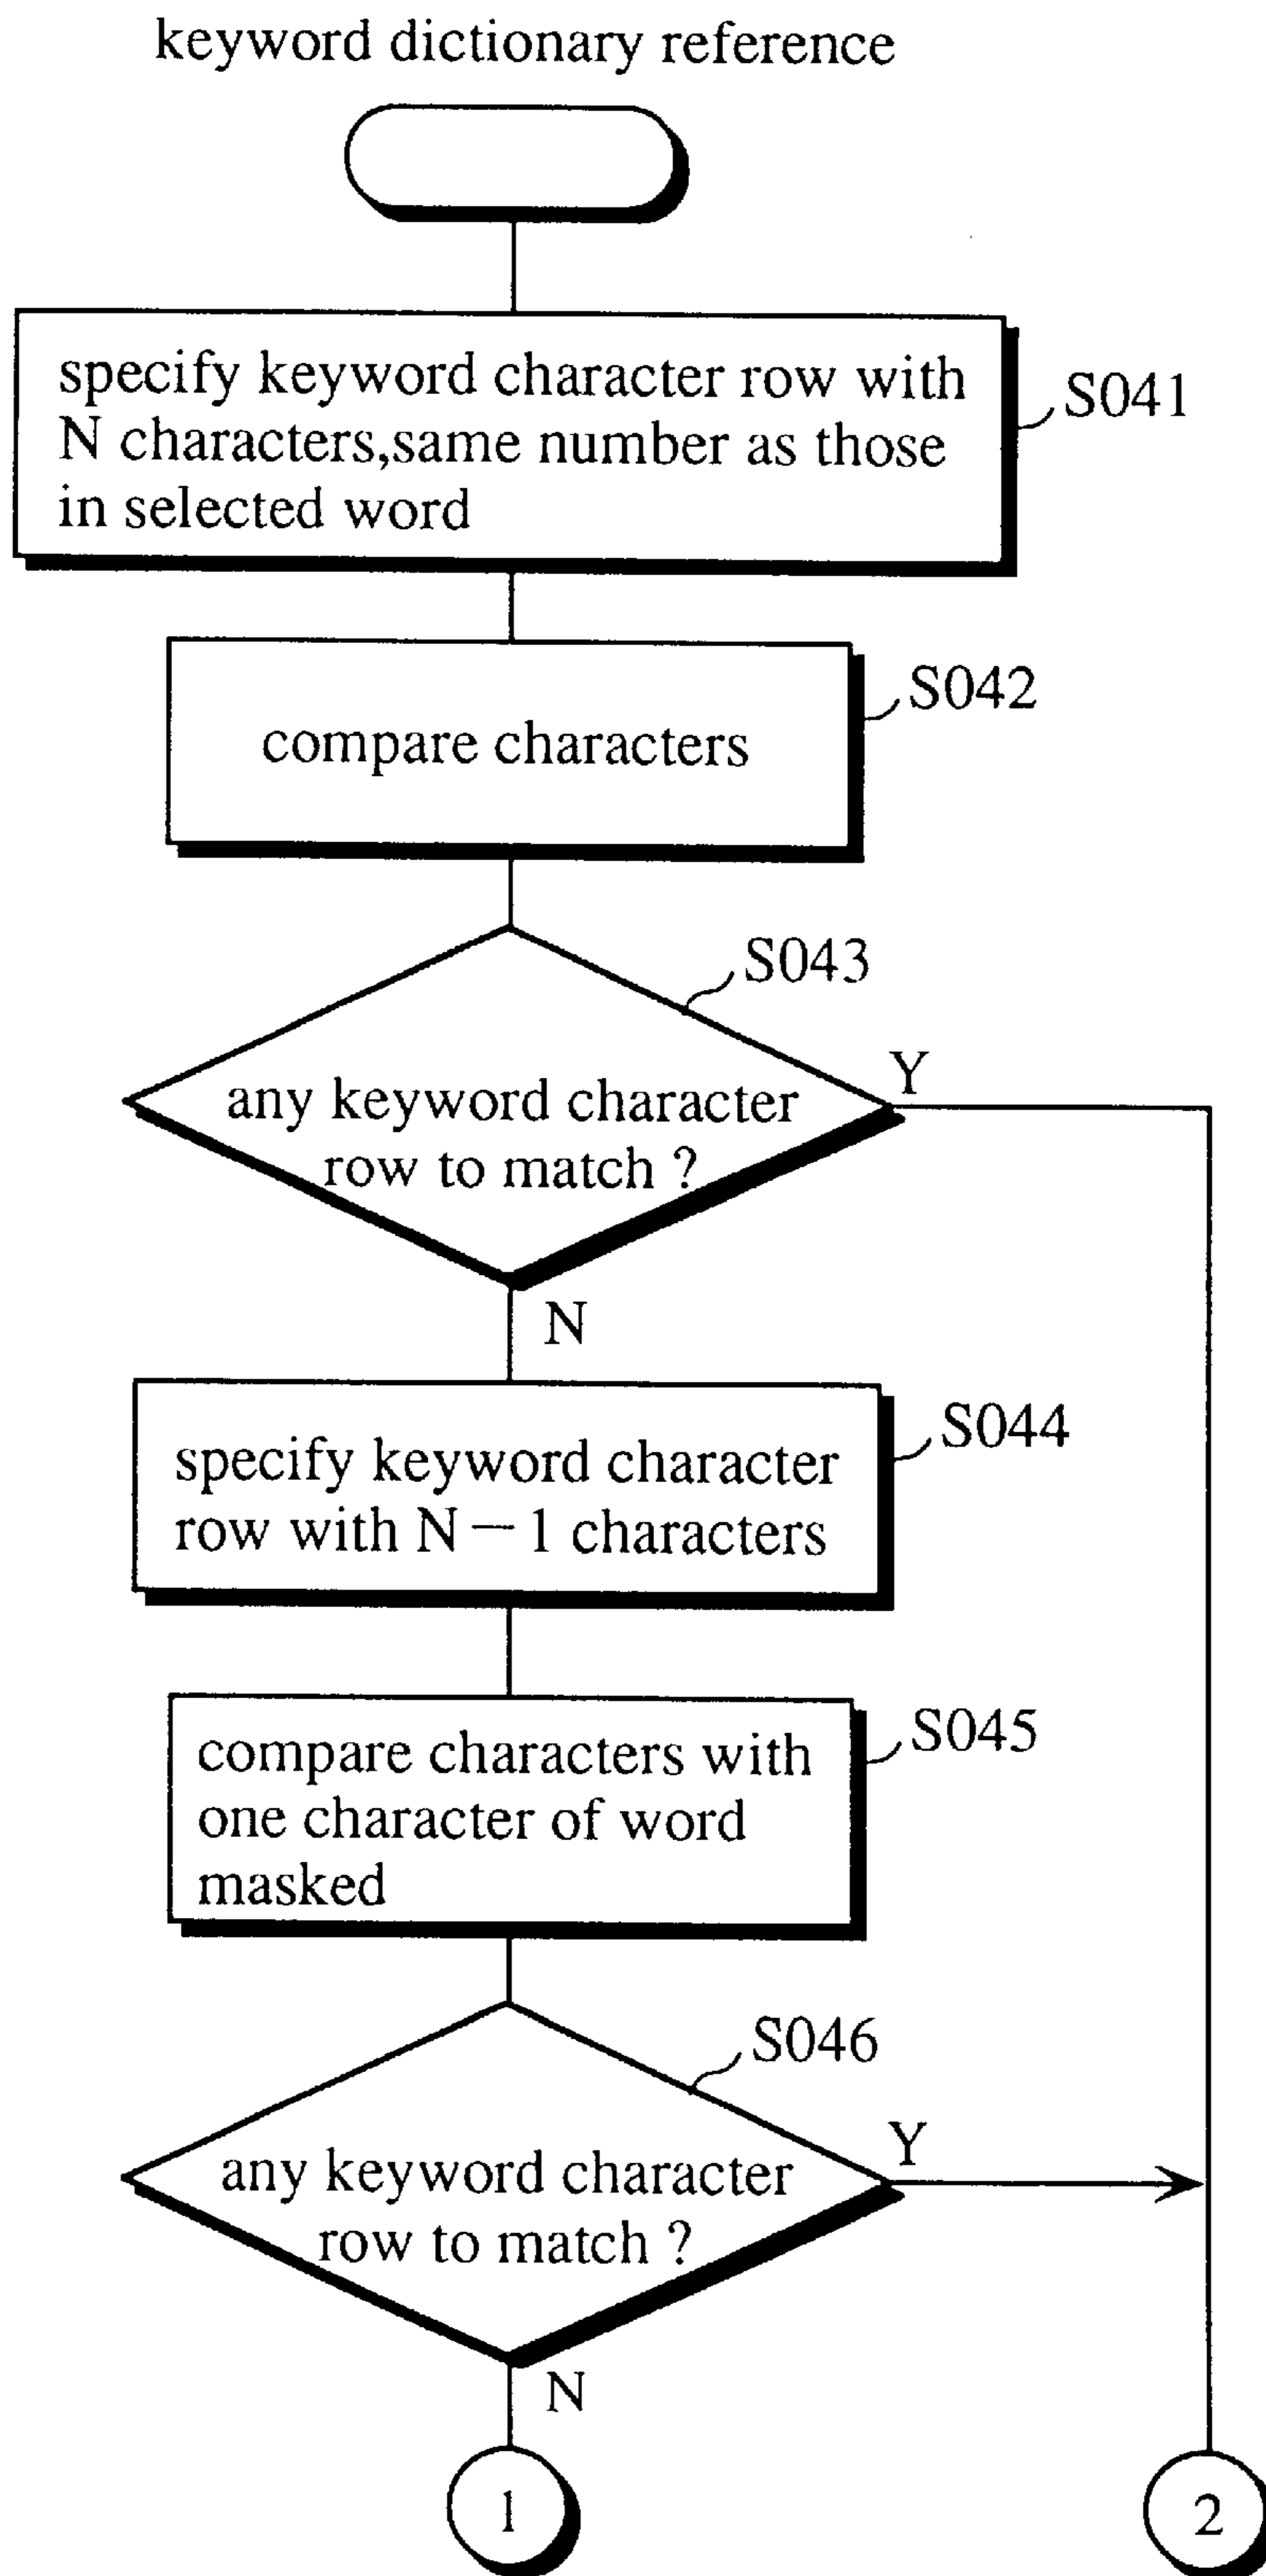 keyword dictionary reference
specify keyword character row with
N characters,same number as those
in selected word
S041
compare characters
S042
S043
any keyword character
row to match ?
Y
N
specify keyword character
row with N－1 characters
S044
compare characters with
one character of word
masked
S045
S046
any keyword character
row to match ?
Y
N
1
2